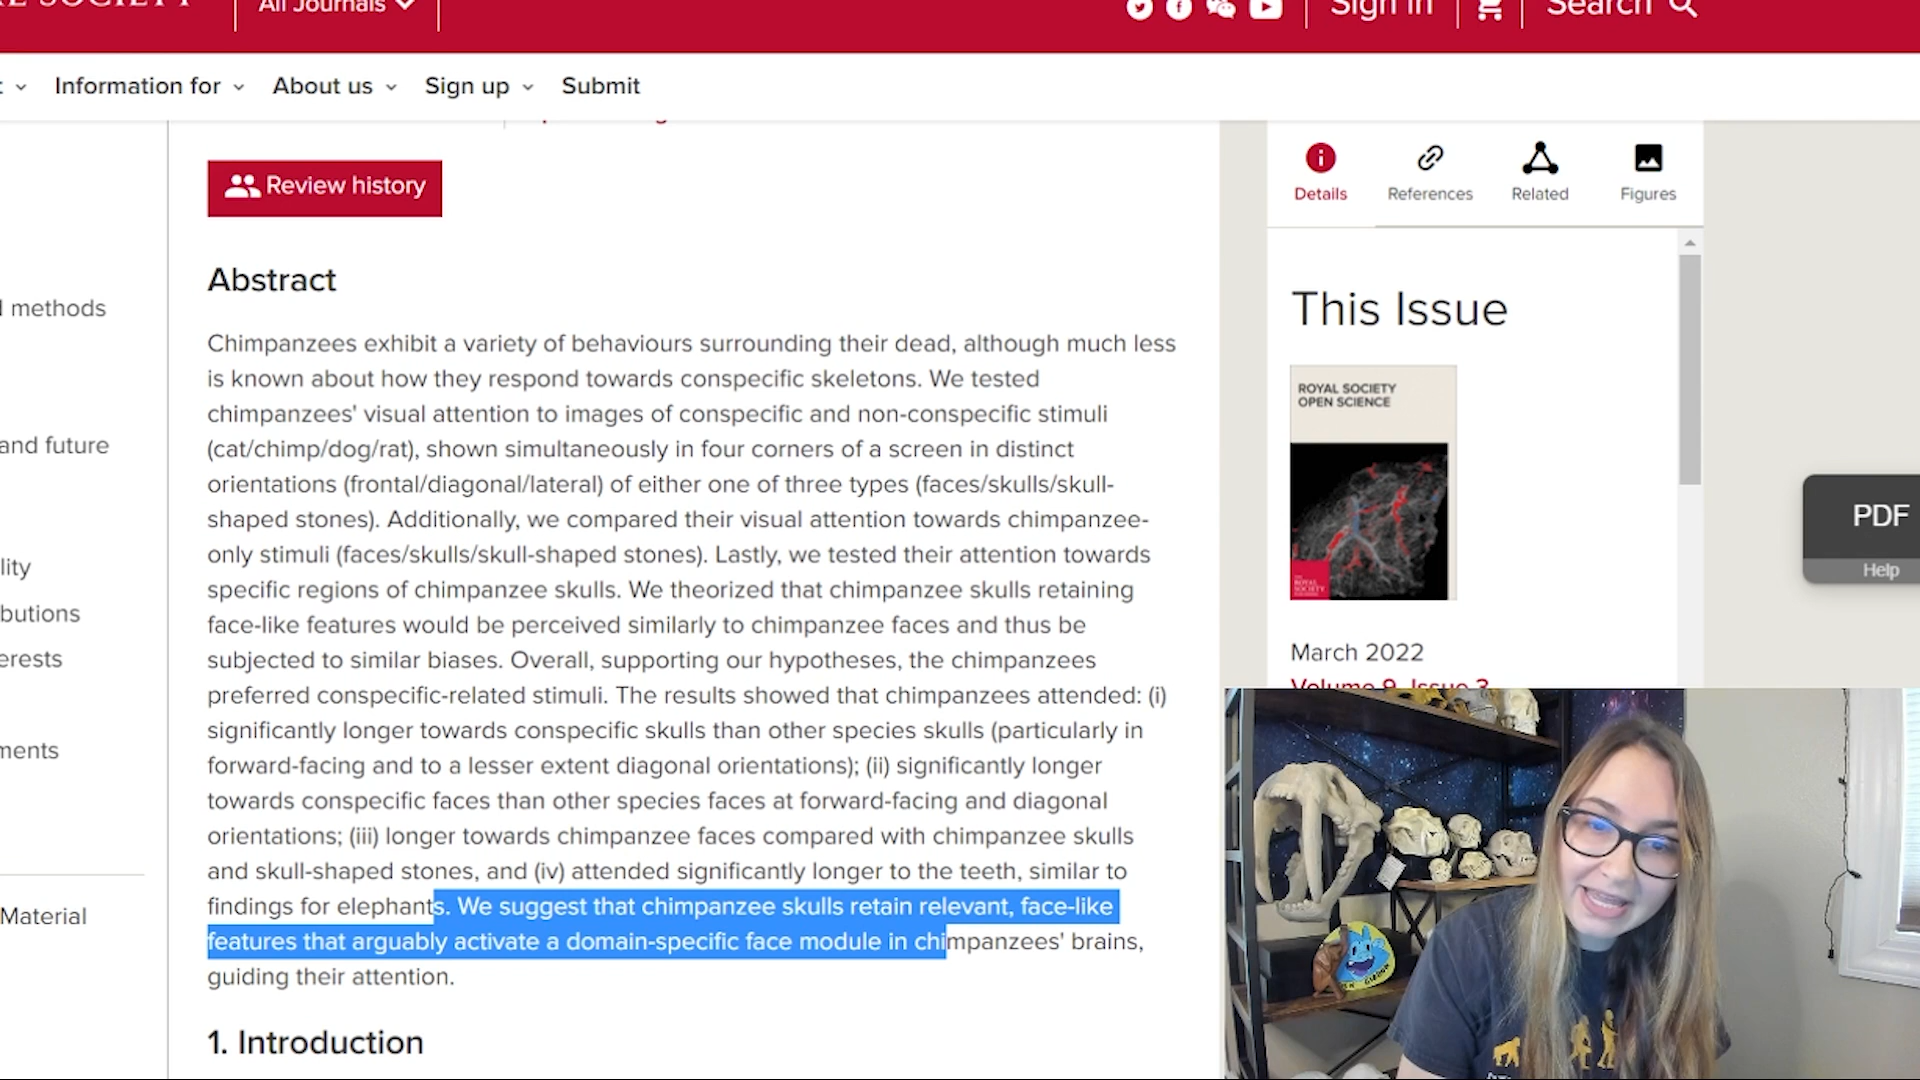 All Journals
Sign in
Search
Information for
About us
Sign up
Submit
Review history
Details
References
Related
Figures
Abstract
methods
This Issue
Chimpanzees exhibit a variety of behaviours surrounding their dead, although much less
is known about how they respond towards conspecific skeletons. We tested
chimpanzees' visual attention to images of conspecific and non-conspecific stimuli
(cat/chimp/dog/rat), shown simultaneously in four corners of a screen in distinct
orientations (frontal/diagonal/lateral) of either one of three types (faces/skulls/skull-
shaped stones). Additionally, we compared their visual attention towards chimpanzee-
only stimuli (faces/skulls/skull-shaped stones). Lastly, we tested their attention towards
specific regions of chimpanzee skulls. We theorized that chimpanzee skulls retaining
face-like features would be perceived similarly to chimpanzee faces and thus be
subjected to similar biases. Overall, supporting our hypotheses, the chimpanzees
preferred conspecific-related stimuli. The results showed that chimpanzees attended: (i)
significantly longer towards conspecific skulls than other species skulls (particularly in
forward-facing and to a lesser extent diagonal orientations); (ii) significantly longer
towards conspecific faces than other species faces at forward-facing and diagonal
orientations; (iii) longer towards chimpanzee faces compared with chimpanzee skulls
and skull-shaped stones, and (iv) attended significantly longer to the teeth, similar to
findings for elephants. We suggest that chimpanzee skulls retain relevant, face-like
features that arguably activate a domain-specific face module in chimpanzees' brains,
guiding their attention.
1. Introduction
and future
lity
butions
erests
ments
Material
ROYAL SOCIETY
OPEN SCIENCE
THE
ROYAL
SOCIETY
March 2022
Volume 9, Issue 3
PDF
Help